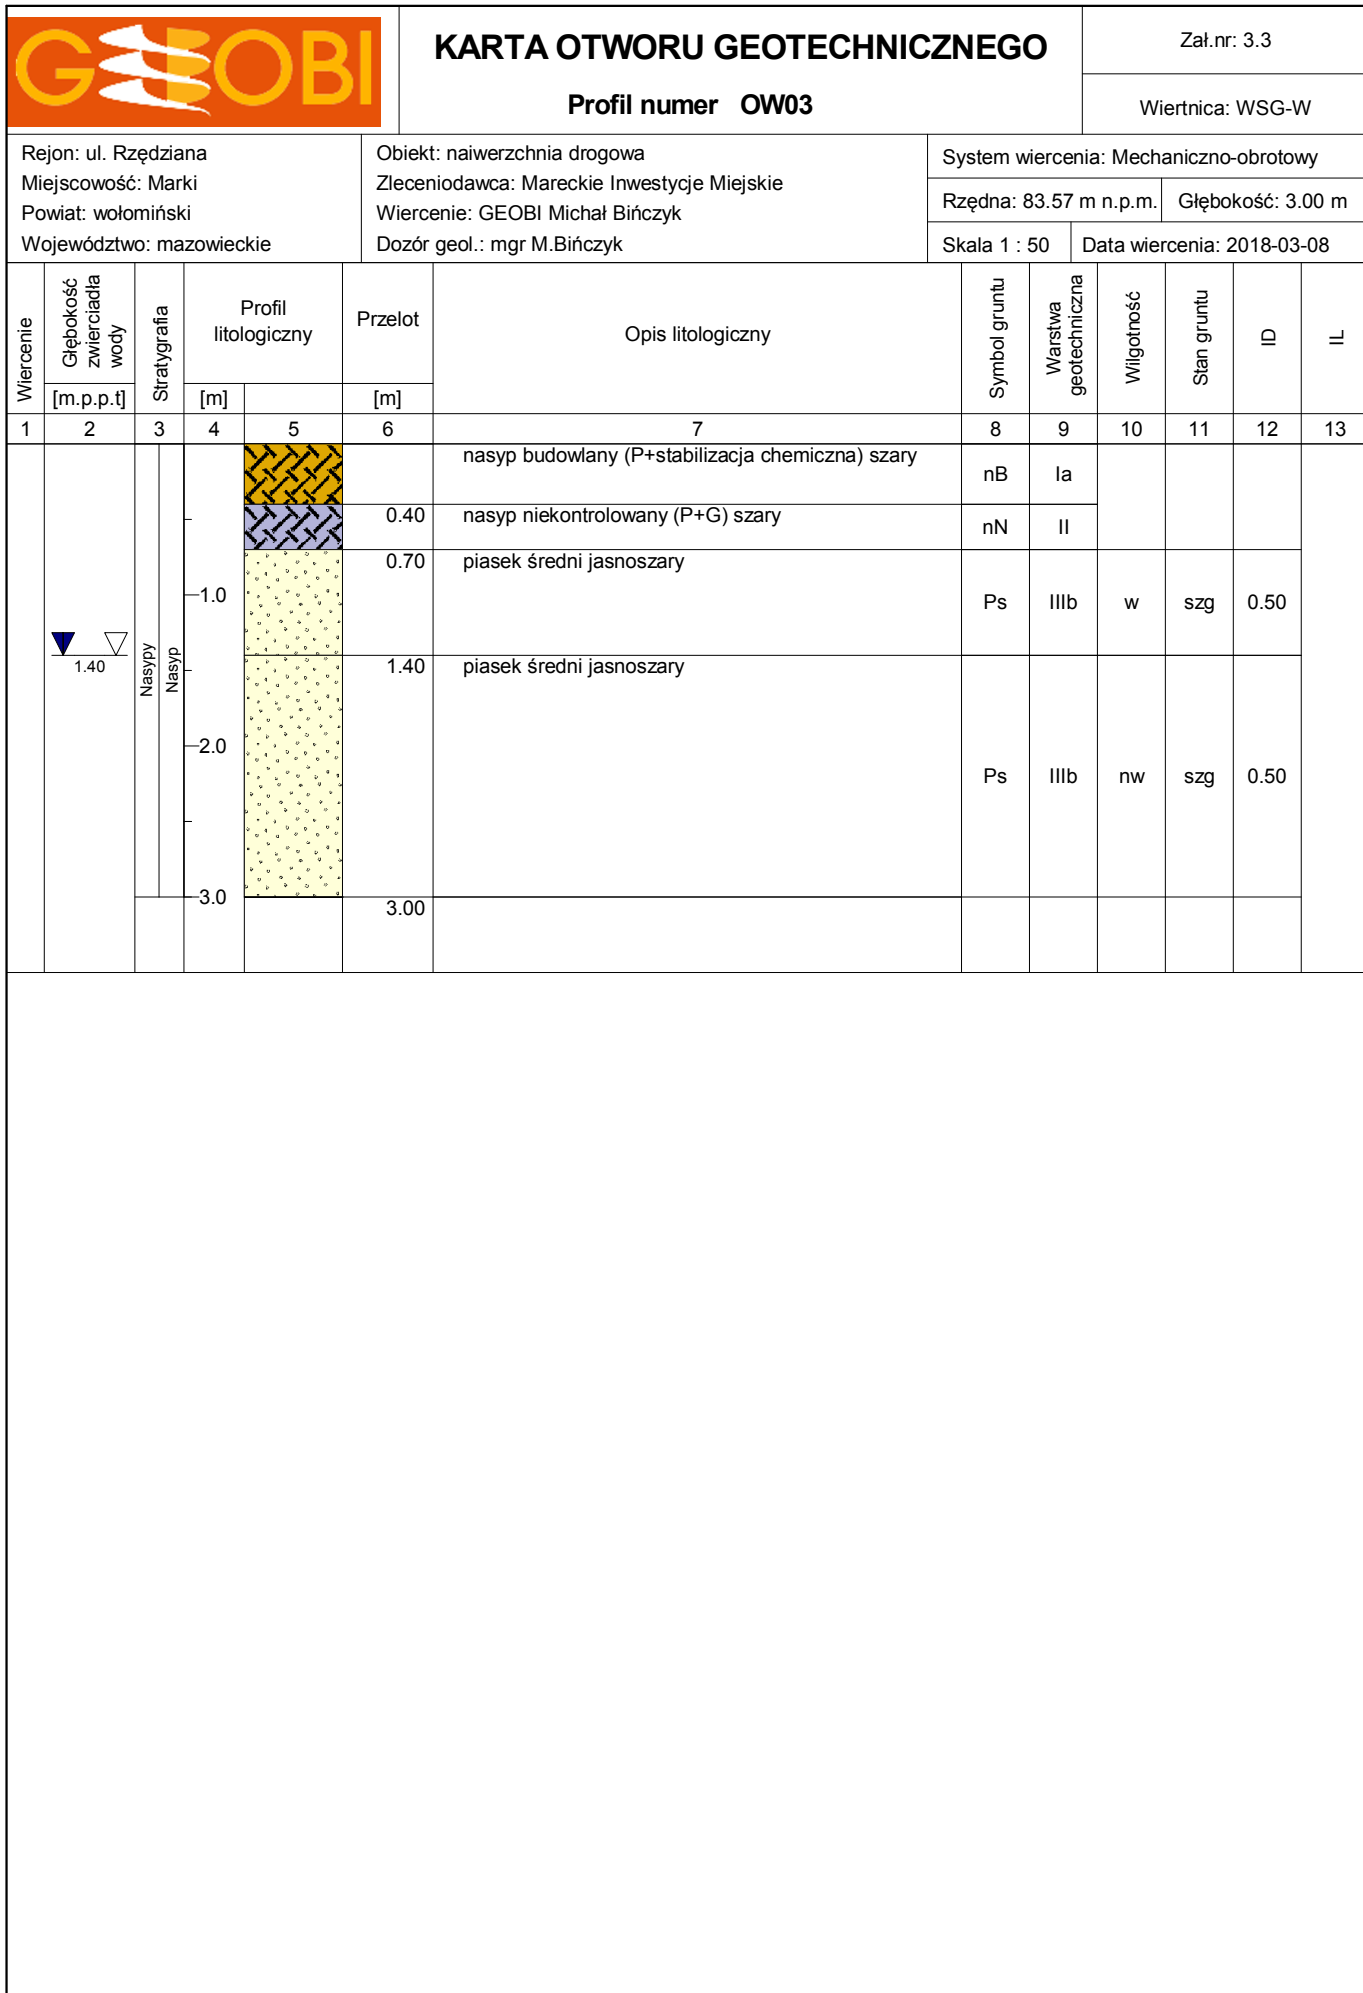 GEOBI
KARTA OTWORU GEOTECHNICZNEGO
Profil numer OW03
Zał.nr: 3.3
Wiertnica: WSG-W
Rejon: ul. Rzędziana
Miejscowość: Marki
Powiat: wołomiński
Województwo: mazowieckie
Obiekt: naiwerzchnia drogowa
Zleceniodawca: Mareckie Inwestycje Miejskie
Wiercenie: GEOBI Michał Bińczyk
Dozór geol.: mgr M.Bińczyk
System wiercenia: Mechaniczno-obrotowy
Rzędna: 83.57 m n.p.m. Głębokość: 3.00 m
Skala 1 : 50 Data wiercenia: 2018-03-08
Wiercenie
Głębokość
zwierciadła
wody
[m.p.p.t]
Stratygrafia
Profil
litologiczny
[m]
Przelot
[m]
Opis litologiczny
Symbol gruntu
Warstwa
geotechniczna
Wilgotność
Stan gruntu
ID
IL
1 2 3 4 5 6 7 8 9 10 11 12 13
nasyp budowlany (P+stabilizacja chemiczna) szary
nB Ia
0.40 nasyp niekontrolowany (P+G) szary
nN II
0.70 piasek średni jasnoszary
1.0
Ps IIIb w szg 0.50
1.40
Nasypy
Nasyp
1.40 piasek średni jasnoszary
2.0
Ps IIIb nw szg 0.50
3.0
3.00